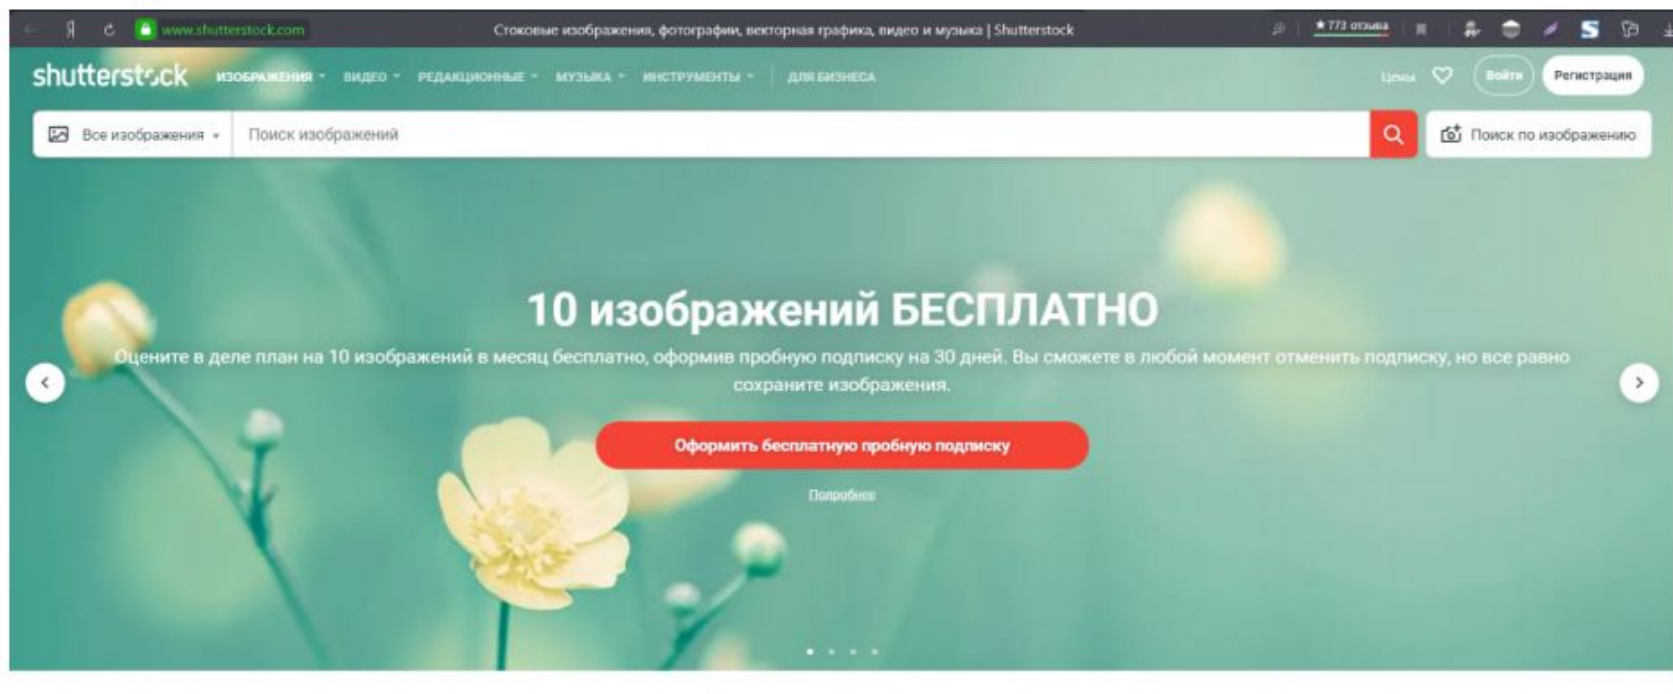 Я
www.shutterstock.com
Стоковые изображения, фотографии, векторная графика, видео и музыка | Shutterstock
★773 отзыва
S
shutterstock
ИЗОБРАЖЕНИЯ
ВИДЕО
РЕДАКЦИОННЫЕ
МУЗЫКА
ИНСТРУМЕНТЫ
ДЛЯ БИЗНЕСА
Цены
Войти
Регистрация
Все изображения
Поиск изображений
Поиск по изображению
10 изображений БЕСПЛАТНО
Оцените в деле план на 10 изображений в месяц бесплатно, оформив пробную подписку на 30 дней. Вы сможете в любой момент отменить подписку, но все равно
сохраните изображения.
Оформить бесплатную пробную подписку
Подробнее